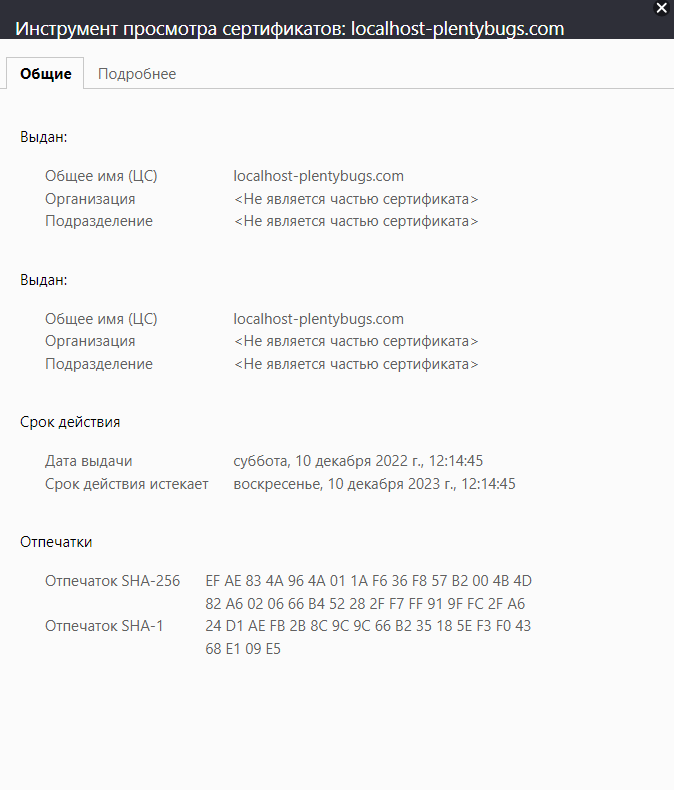 Инструмент просмотра сертификатов: localhost-plentybugs.com
Общие Подробнее
Выдан:
Общее имя (ЦС) localhost-plentybugs.com
Организация <Не является частью сертификата>
Подразделение <Не является частью сертификата>
Выдан:
Общее имя (ЦС) localhost-plentybugs.com
Организация <Не является частью сертификата>
Подразделение <Не является частью сертификата>
Срок действия
Дата выдачи суббота, 10 декабря 2022 г., 12:14:45
Срок действия истекает воскресенье, 10 декабря 2023 г., 12:14:45
Отпечатки
Отпечаток SHA-256 EF AE 83 4A 96 4A 01 1A F6 36 F8 57 B2 00 4B 4D
82 A6 02 06 66 B4 52 28 2F F7 FF 91 9F FC 2F A6
Отпечаток SHA-1 24 D1 AE FB 2B 8C 9C 9C 66 B2 35 18 5E F3 F0 43
68 E1 09 E5